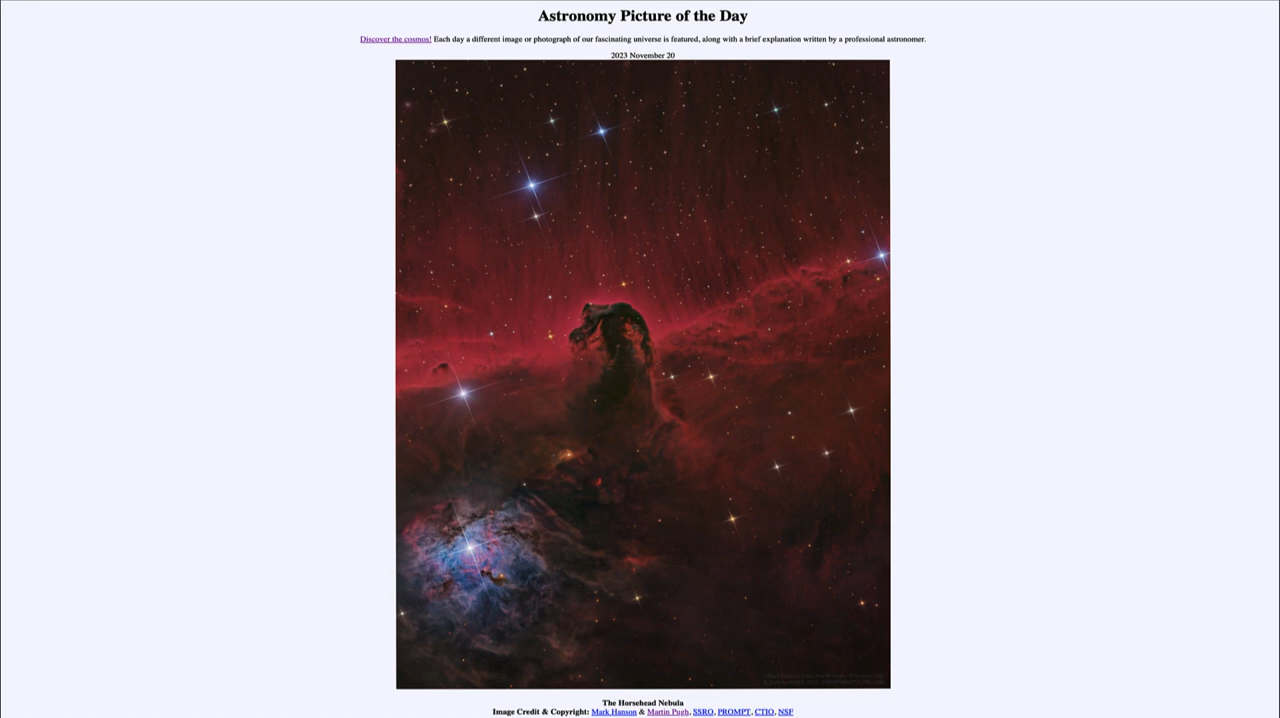 Astronomy Picture of the Day
Discover the cosmos! Each day a different image or photograph of our fascinating universe is featured, along with a brief explanation written by a professional astronomer.
2023 November 20
The Horsehead Nebula
Image Credit & Copyright: Mark Hanson & Martin Pugh, SSRO, PROMPT, CTIO, NSF